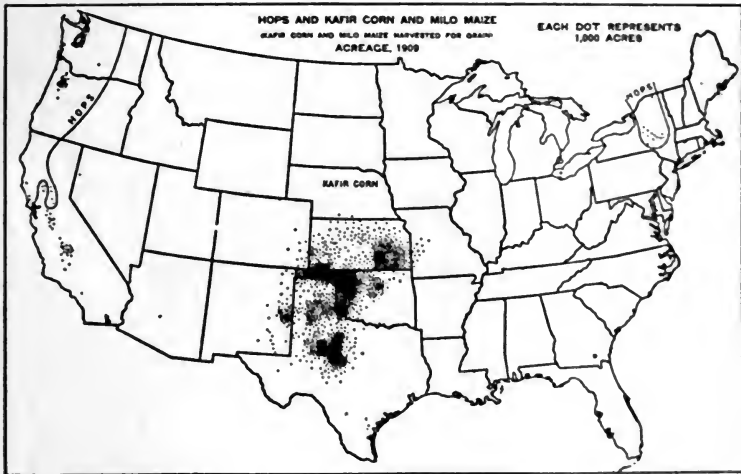 HOPS AND KAFIR CORN AND MILO MAIZE
(KAFIR CORN AND MILO MAIZE HARVESTED FOR GRAIN)
ACREAGE, 1909
EACH DOT REPRESENTS
1,000 ACRES
HOPS
HOPS
KAFIR CORN